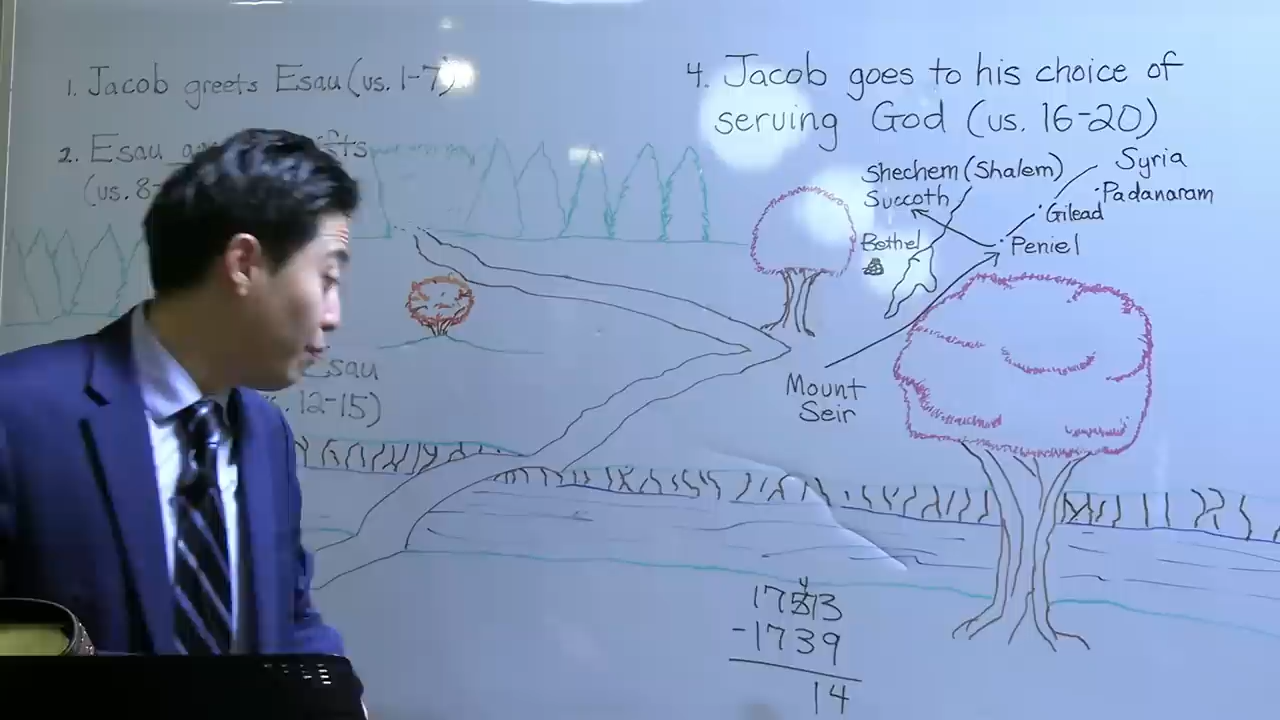 1. Jacob greets Esau (vs. 1-7)
2. Esau
(vs. 8-
Esau
12-15)
4. Jacob goes to his choice of
serving God (vs. 16-20)
Shechem (Shalem)
Syria
Succoth
Padanaram
Gilead
Bethel
Peniel
Mount
Seir
4
17513
-1739
14